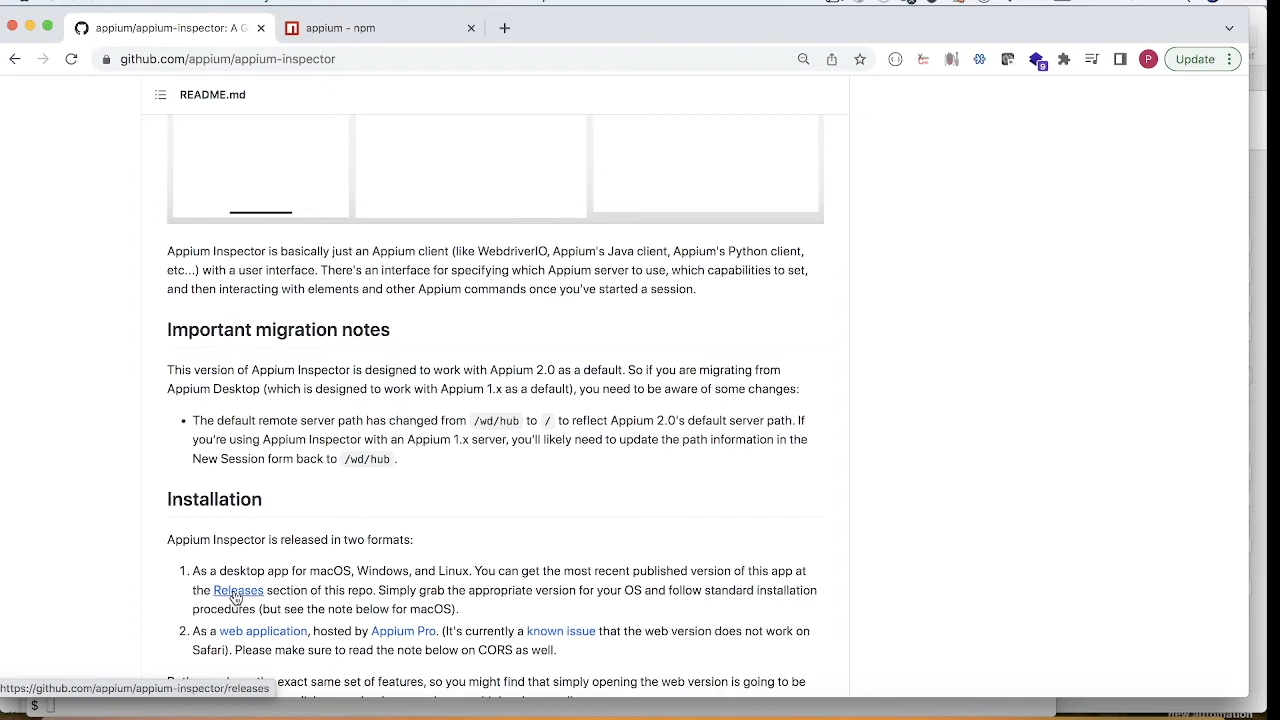 appium/appium-inspector: A G
appium - npm
github.com/appium/appium-inspector
9
P
Update
README.md
Appium Inspector is basically just an Appium client (like WebdriverIO, Appium's Java client, Appium's Python client,
etc...) with a user interface. There's an interface for specifying which Appium server to use, which capabilities to set,
and then interacting with elements and other Appium commands once you've started a session.
Important migration notes
This version of Appium Inspector is designed to work with Appium 2.0 as a default. So if you are migrating from
Appium Desktop (which is designed to work with Appium 1.x as a default), you need to be aware of some changes:
• The default remote server path has changed from /wd/hub to / to reflect Appium 2.0's default server path. If
you're using Appium Inspector with an Appium 1.x server, you'll likely need to update the path information in the
New Session form back to /wd/hub .
Installation
Appium Inspector is released in two formats:
1. As a desktop app for macOS, Windows, and Linux. You can get the most recent published version of this app at
the Releases section of this repo. Simply grab the appropriate version for your OS and follow standard installation
procedures (but see the note below for macOS).
2. As a web application, hosted by Appium Pro. (It's currently a known issue that the web version does not work on
Safari). Please make sure to read the note below on CORS as well.
exact same set of features, so you might find that simply opening the web version is going to be
https://github.com/appium/appium-inspector/releases
$
new automation